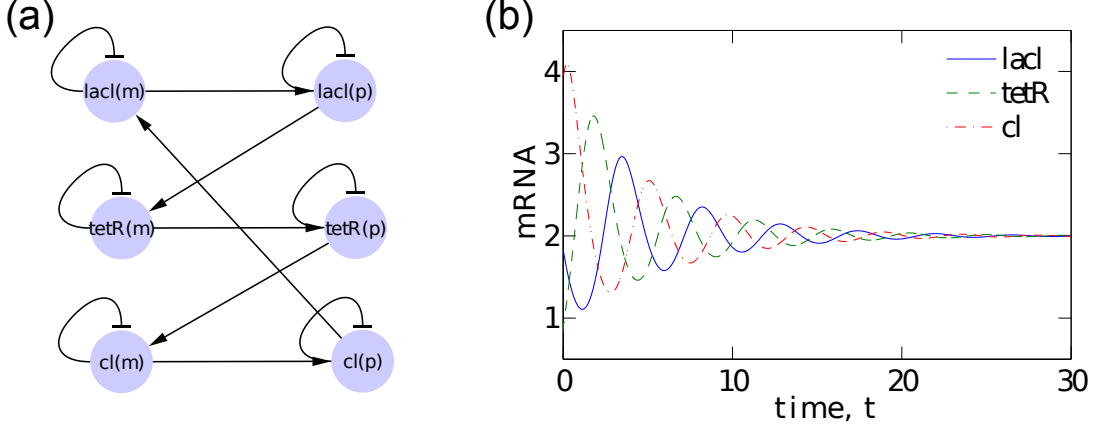 (a)
lacI(m)
lacI(p)
tetR(m)
tetR(p)
cI(m)
cI(p)
(b)
lacI
tetR
cI
mRNA
4
3
2
1
0
10
20
30
time, t